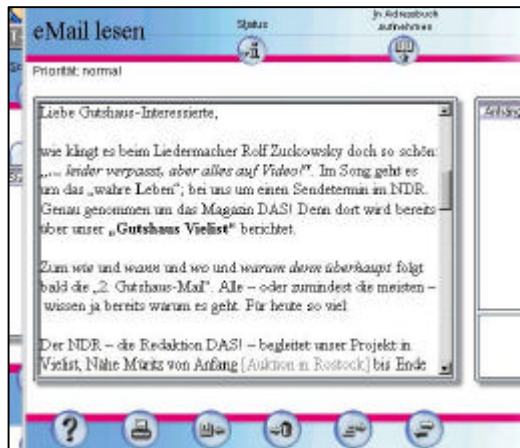 eMail lesen
Status
In Adressbuch
aufnehmen
Priorität: normal
Anhäng
Liebe Gutshaus-Interessierte,
wie klingt es beim Liedermacher Rolf Zuckowsky doch so schön:
„... leider verpasst, aber alles auf Video!". Im Song geht es
um das „wahre Leben"; bei uns um einen Sendetermin im NDR.
Genau genommen um das Magazin DAS! Denn dort wird bereits
über unser „Gutshaus Vielist" berichtet.
Zum wie und wann und wo und warum denn überhaupt folgt
bald die „2. Gutshaus-Mail". Alle – oder zumindest die meisten –
wissen ja bereits warum es geht. Für heute so viel:
Der NDR – die Redaktion DAS! – begleitet unser Projekt in
Vielist, Nähe Müritz von Anfang [Auktion in Rostock] bis Ende
?